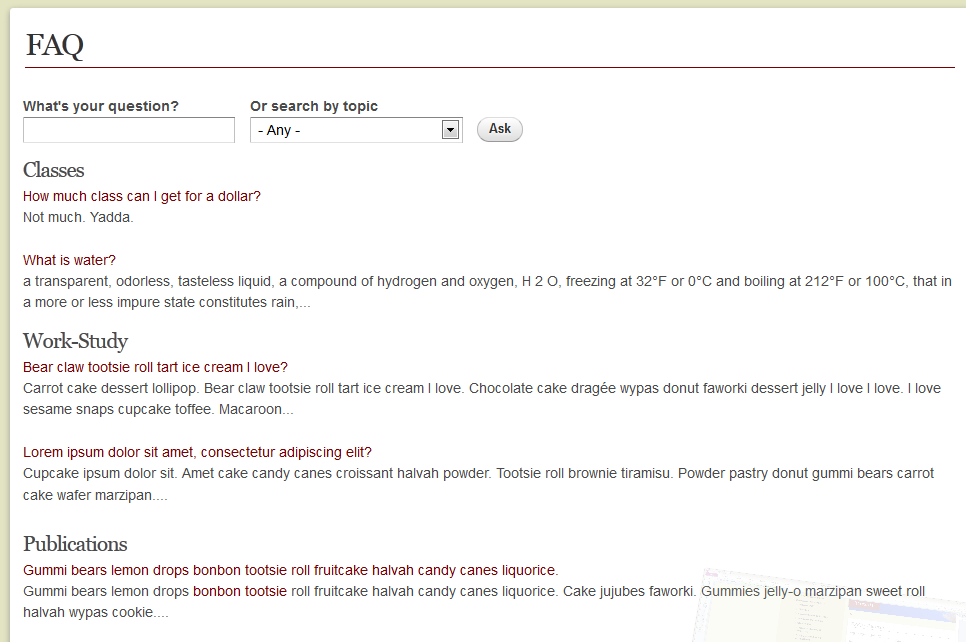 FAQ
What's your question?
Or search by topic
- Any -
Ask
Classes
How much class can I get for a dollar?
Not much. Yadda.
What is water?
a transparent, odorless, tasteless liquid, a compound of hydrogen and oxygen, H 2 O, freezing at 32°F or 0°C and boiling at 212°F or 100°C, that in
a more or less impure state constitutes rain,...
Work-Study
Bear claw tootsie roll tart ice cream I love?
Carrot cake dessert lollipop. Bear claw tootsie roll tart ice cream I love. Chocolate cake dragée wypas donut faworki dessert jelly I love I love. I love
sesame snaps cupcake toffee. Macaroon...
Lorem ipsum dolor sit amet, consectetur adipiscing elit?
Cupcake ipsum dolor sit. Amet cake candy canes croissant halvah powder. Tootsie roll brownie tiramisu. Powder pastry donut gummi bears carrot
cake wafer marzipan....
Publications
Gummi bears lemon drops bonbon tootsie roll fruitcake halvah candy canes liquorice.
Gummi bears lemon drops bonbon tootsie roll fruitcake halvah candy canes liquorice. Cake jujubes faworki. Gummies jelly-o marzipan sweet roll
halvah wypas cookie....